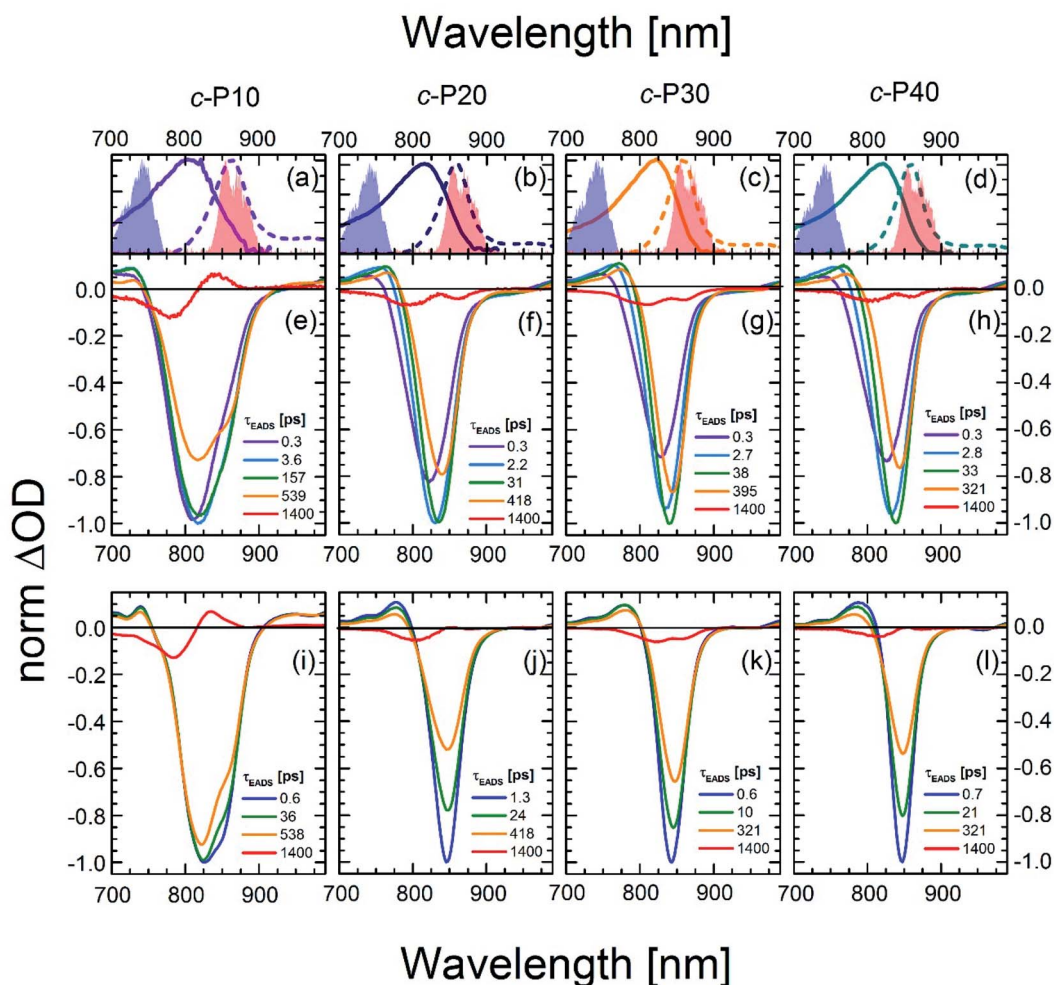 Wavelength [nm]
c-P10 c-P20 c-P30 c-P40
700 800 900 700 800 900 700 800 900 700 800 900
(a) (b) (c) (d)
0.0 0.0
(e) (f) (g) (h)
-0.2 -0.2
-0.4 -0.4
τEADS [ps] τEADS [ps] τEADS [ps] τEADS [ps]
-0.6 0.3 0.3 0.3 0.3 -0.6
3.6 2.2 2.7 2.8
-0.8 157 31 38 33 -0.8
539 418 395 321
1400 1400 1400 1400
-1.0 -1.0
700 800 900 700 800 900 700 800 900 700 800 900
norm ΔOD
0.0 0.0
(i) (j) (k) (l)
-0.2 -0.2
-0.4 -0.4
τEADS [ps] τEADS [ps] τEADS [ps] τEADS [ps]
-0.6 -0.6
0.6 1.3 0.6 0.7
-0.8 36 24 10 21 -0.8
538 418 321 321
1400 1400 1400 1400
-1.0 -1.0
700 800 900 700 800 900 700 800 900 700 800 900
Wavelength [nm]